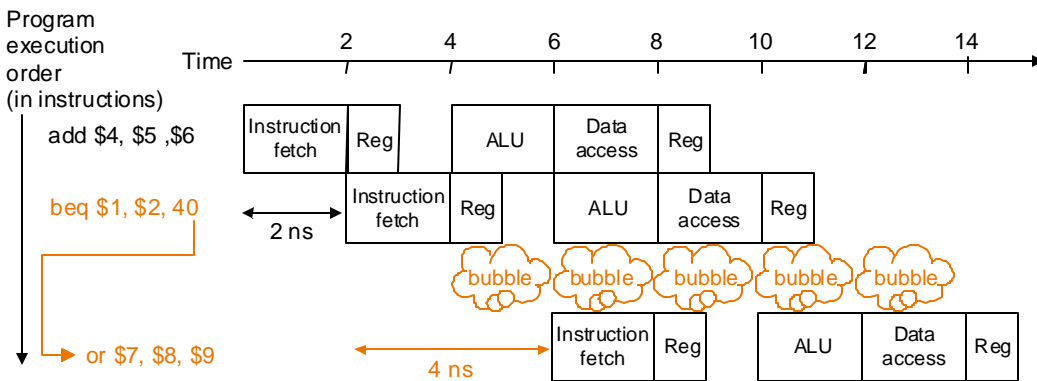 Program
execution
order
(in instructions)
Time
2 4 6 8 10 12 14
add $4, $5 ,$6
Instruction
fetch
Reg
ALU
Data
access
Reg
beq $1, $2, 40
2 ns
Instruction
fetch
Reg
ALU
Data
access
Reg
bubble bubble bubble bubble bubble
or $7, $8, $9
4 ns
Instruction
fetch
Reg
ALU
Data
access
Reg